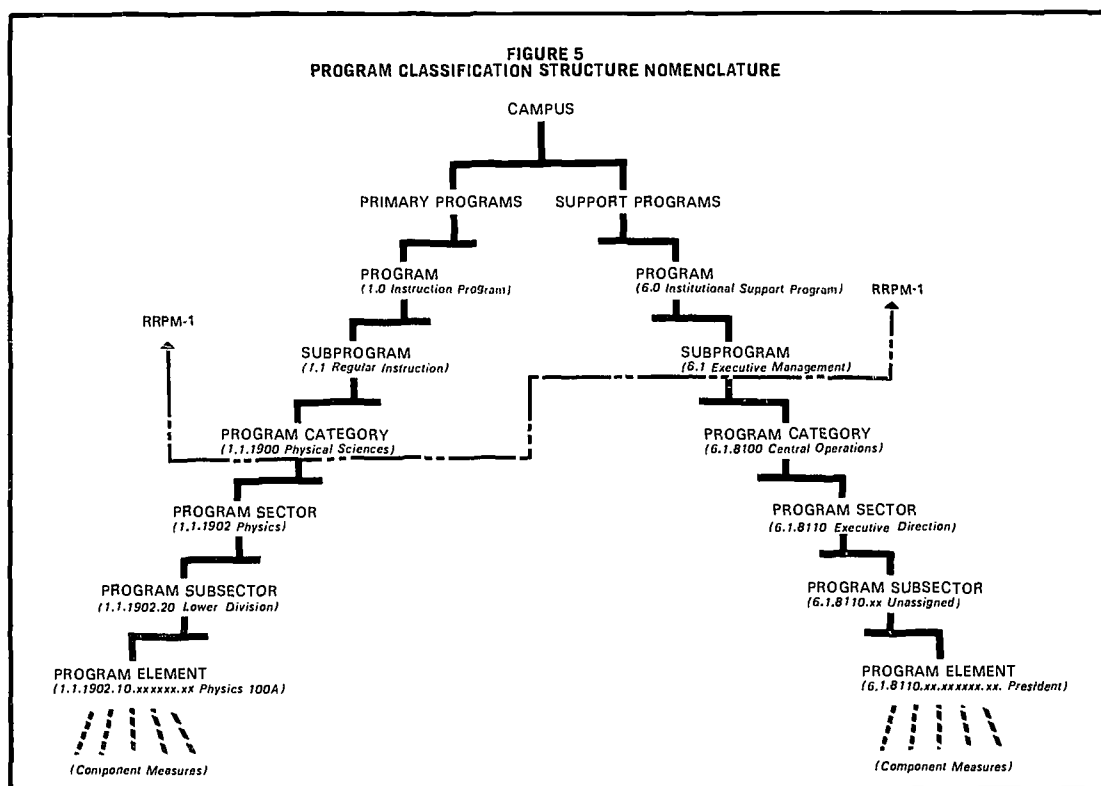 FIGURE 5
PROGRAM CLASSIFICATION STRUCTURE NOMENCLATURE
CAMPUS
PRIMARY PROGRAMS
SUPPORT PROGRAMS
PROGRAM
(1.0 Instruction Program)
PROGRAM
(6.0 Institutional Support Program)
RRPM-1
RRPM-1
SUBPROGRAM
(1.1 Regular Instruction)
SUBPROGRAM
(6.1 Executive Management)
PROGRAM CATEGORY
(1.1.1900 Physical Sciences)
PROGRAM CATEGORY
(6.1.8100 Central Operations)
PROGRAM SECTOR
(1.1.1902 Physics)
PROGRAM SECTOR
(6.1.8110 Executive Direction)
PROGRAM SUBSECTOR
(1.1.1902.20 Lower Division)
PROGRAM SUBSECTOR
(6.1.8110.xx Unassigned)
PROGRAM ELEMENT
(1.1.1902.10.xxxxxx.xx Physics 100A)
PROGRAM ELEMENT
(6.1.8110.xx.xxxxxx.xx. President)
(Component Measures)
(Component Measures)